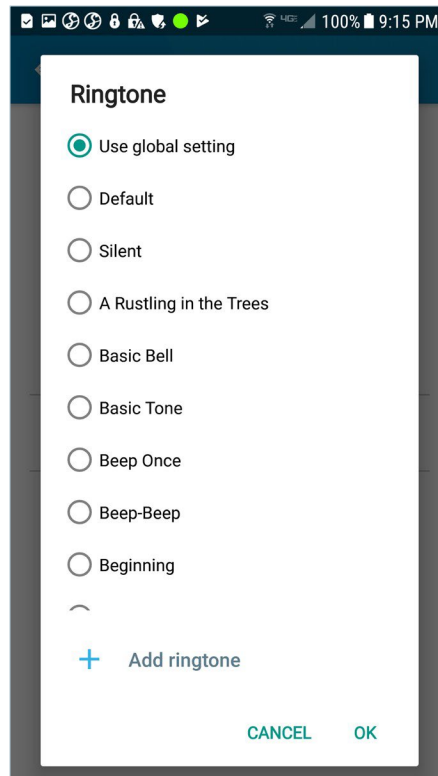 4GE 100% 9:15 PM
Ringtone
Use global setting
Default
Silent
A Rustling in the Trees
Basic Bell
Basic Tone
Beep Once
Beep-Beep
Beginning
Add ringtone
CANCEL OK